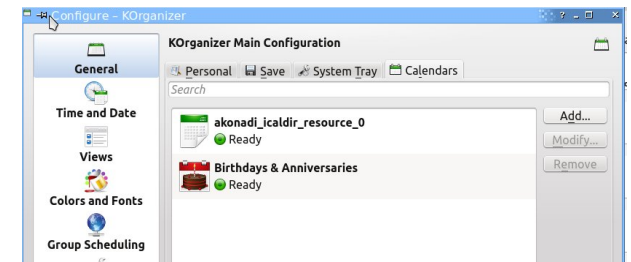 Configure – KOrganizer
General
Time and Date
Views
Colors and Fonts
Group Scheduling
KOrganizer Main Configuration
Personal Save System Tray Calendars
Search
akonadi_icaldir_resource_0
Ready
Birthdays & Anniversaries
Ready
Add...
Modify...
Remove